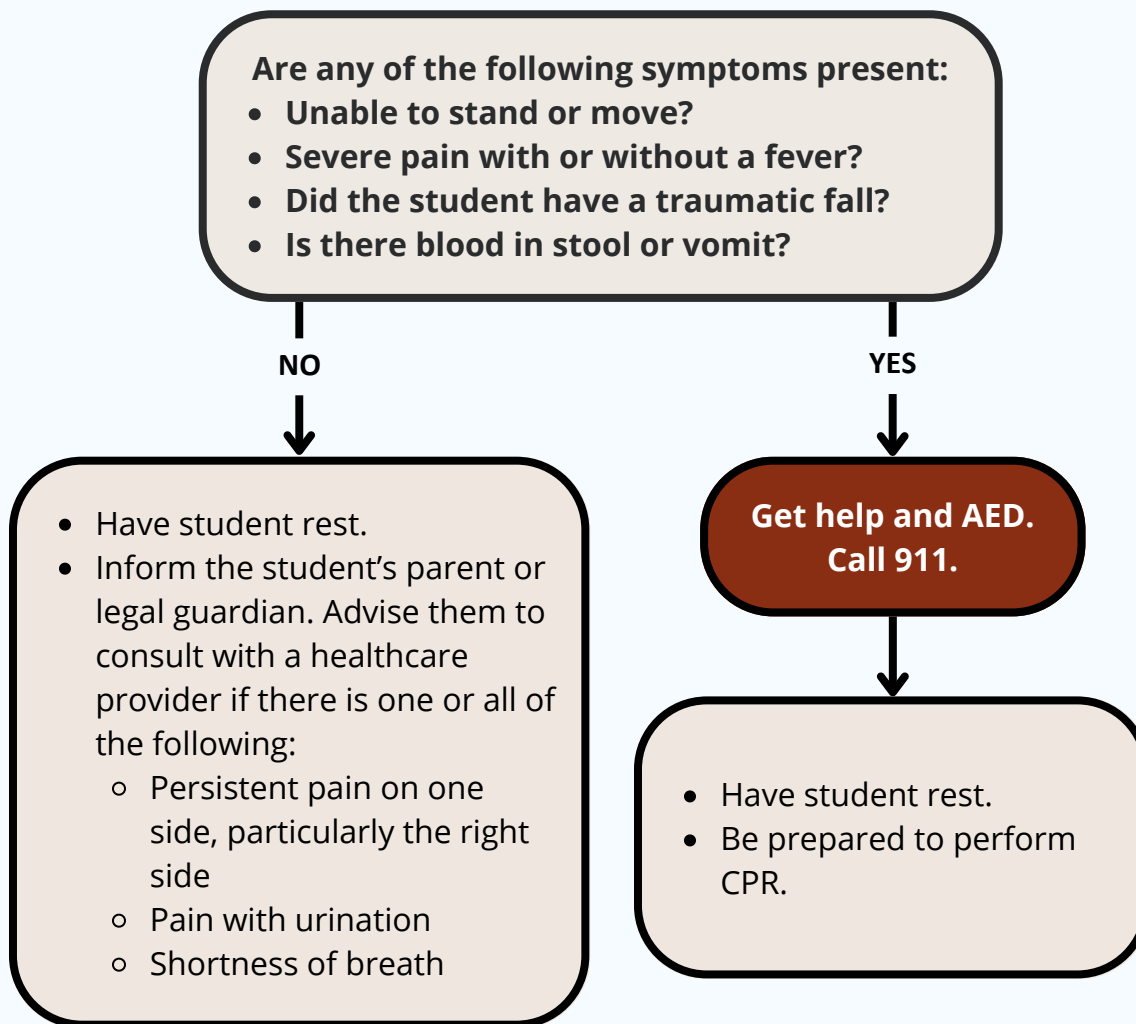 Are any of the following symptoms present:
• Unable to stand or move?
• Severe pain with or without a fever?
• Did the student have a traumatic fall?
• Is there blood in stool or vomit?
NO
YES
• Have student rest.
• Inform the student’s parent or
legal guardian. Advise them to
consult with a healthcare
provider if there is one or all of
the following:
◦ Persistent pain on one
side, particularly the right
side
◦ Pain with urination
◦ Shortness of breath
Get help and AED.
Call 911.
• Have student rest.
• Be prepared to perform
CPR.